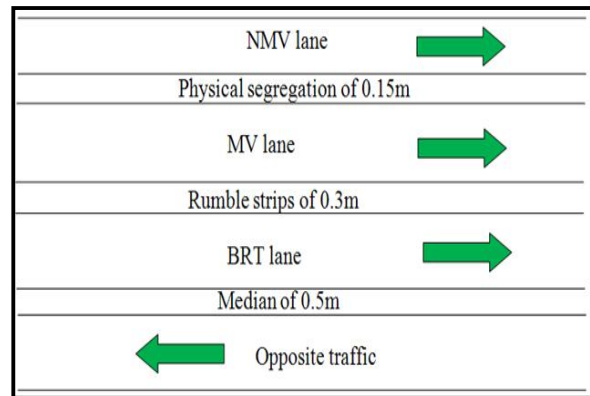 NMV lane
Physical segregation of 0.15m
MV lane
Rumble strips of 0.3m
BRT lane
Median of 0.5m
Opposite traffic